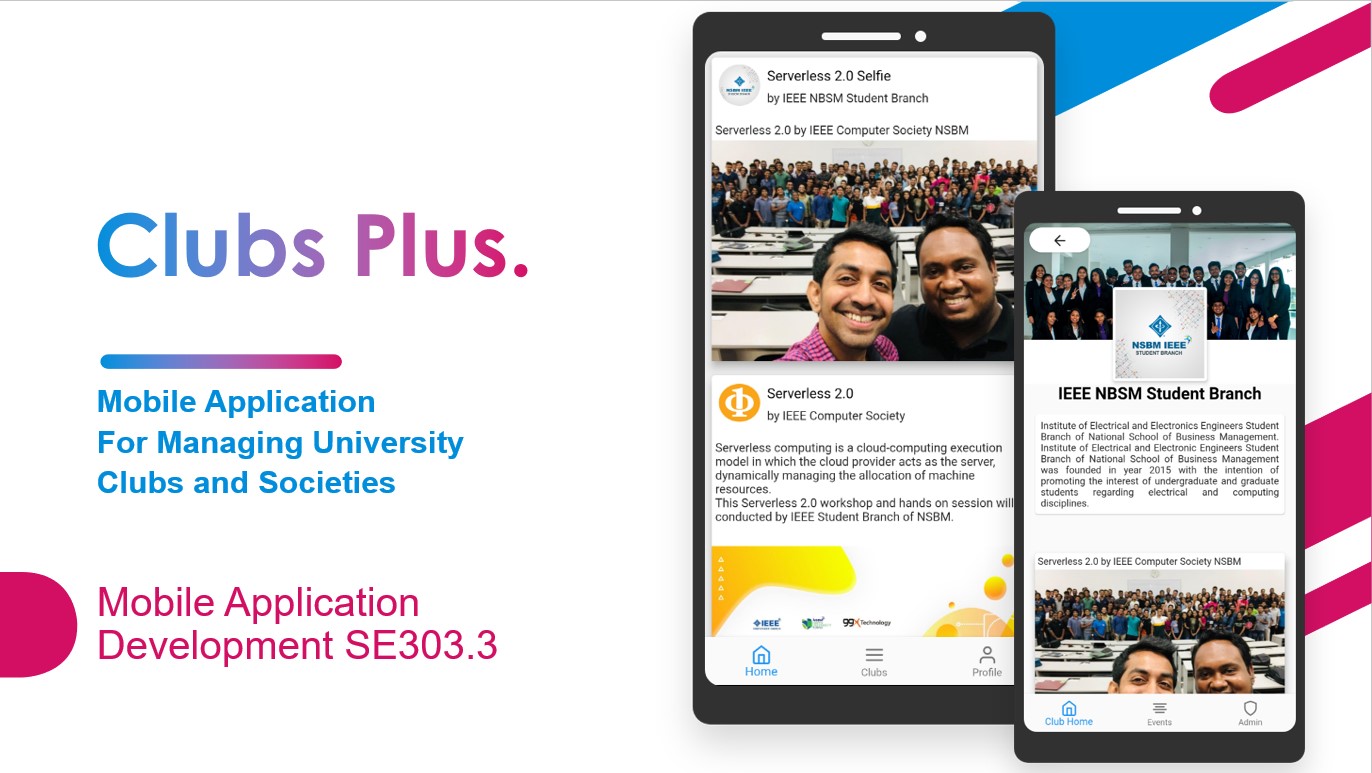 Clubs Plus.
Mobile Application
For Managing University
Clubs and Societies
Mobile Application
Development SE303.3
NSBM IEEE
Serverless 2.0 Selfie
by IEEE NBSM Student Branch
Serverless 2.0 by IEEE Computer Society NSBM
Serverless 2.0
by IEEE Computer Society
Serverless computing is a cloud-computing execution
model in which the cloud provider acts as the server,
dynamically managing the allocation of machine
resources.
This Serverless 2.0 workshop and hands on session will
conducted by IEEE Student Branch of NSBM.
IEEE
99X Technology
Home
Clubs
Profile
NSBM IEEE
STUDENT BRANCH
IEEE NBSM Student Branch
Institute of Electrical and Electronics Engineers Student
Branch of National School of Business Management.
Institute of Electrical and Electronic Engineers Student
Branch of National School of Business Management
was founded in year 2015 with the intention of
promoting the interest of undergraduate and graduate
students regarding electrical and computing
disciplines.
Serverless 2.0 by IEEE Computer Society NSBM
Club Home
Events
Admin